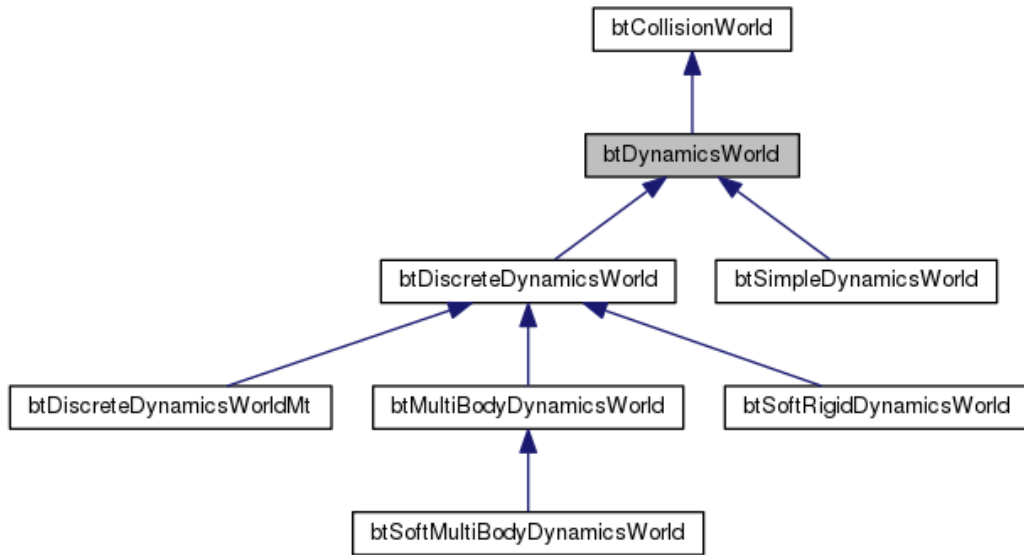 btCollisionWorld
btDynamicsWorld
btDiscreteDynamicsWorld
btSimpleDynamicsWorld
btDiscreteDynamicsWorldMt
btMultiBodyDynamicsWorld
btSoftRigidDynamicsWorld
btSoftMultiBodyDynamicsWorld